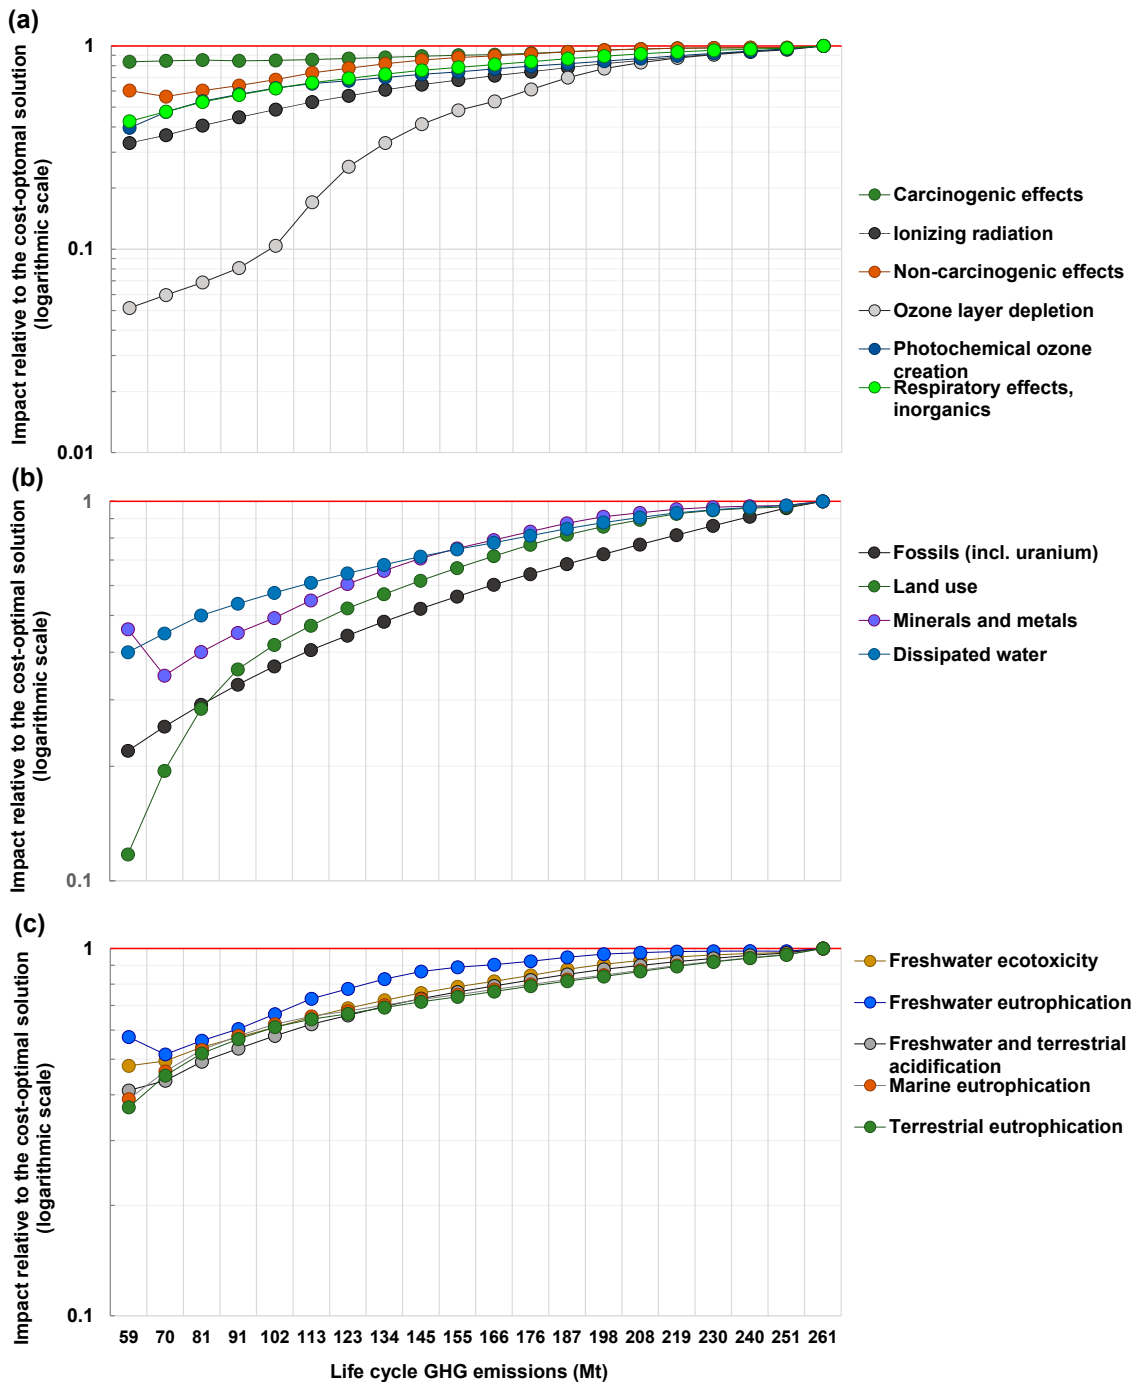 (a)
Impact relative to the cost-optomal solution
(logarithmic scale)
1
0.1
0.01
Carcinogenic effects
Ionizing radiation
Non-carcinogenic effects
Ozone layer depletion
Photochemical ozone
creation
Respiratory effects,
inorganics
(b)
Impact relative to the cost-optimal solution
(logarithmic scale)
1
0.1
Fossils (incl. uranium)
Land use
Minerals and metals
Dissipated water
(c)
Impact relative to the cost-optimal solution
(logarithmic scale)
1
0.1
Freshwater ecotoxicity
Freshwater eutrophication
Freshwater and terrestrial
acidification
Marine eutrophication
Terrestrial eutrophication
59 70 81 91 102 113 123 134 145 155 166 176 187 198 208 219 230 240 251 261
Life cycle GHG emissions (Mt)